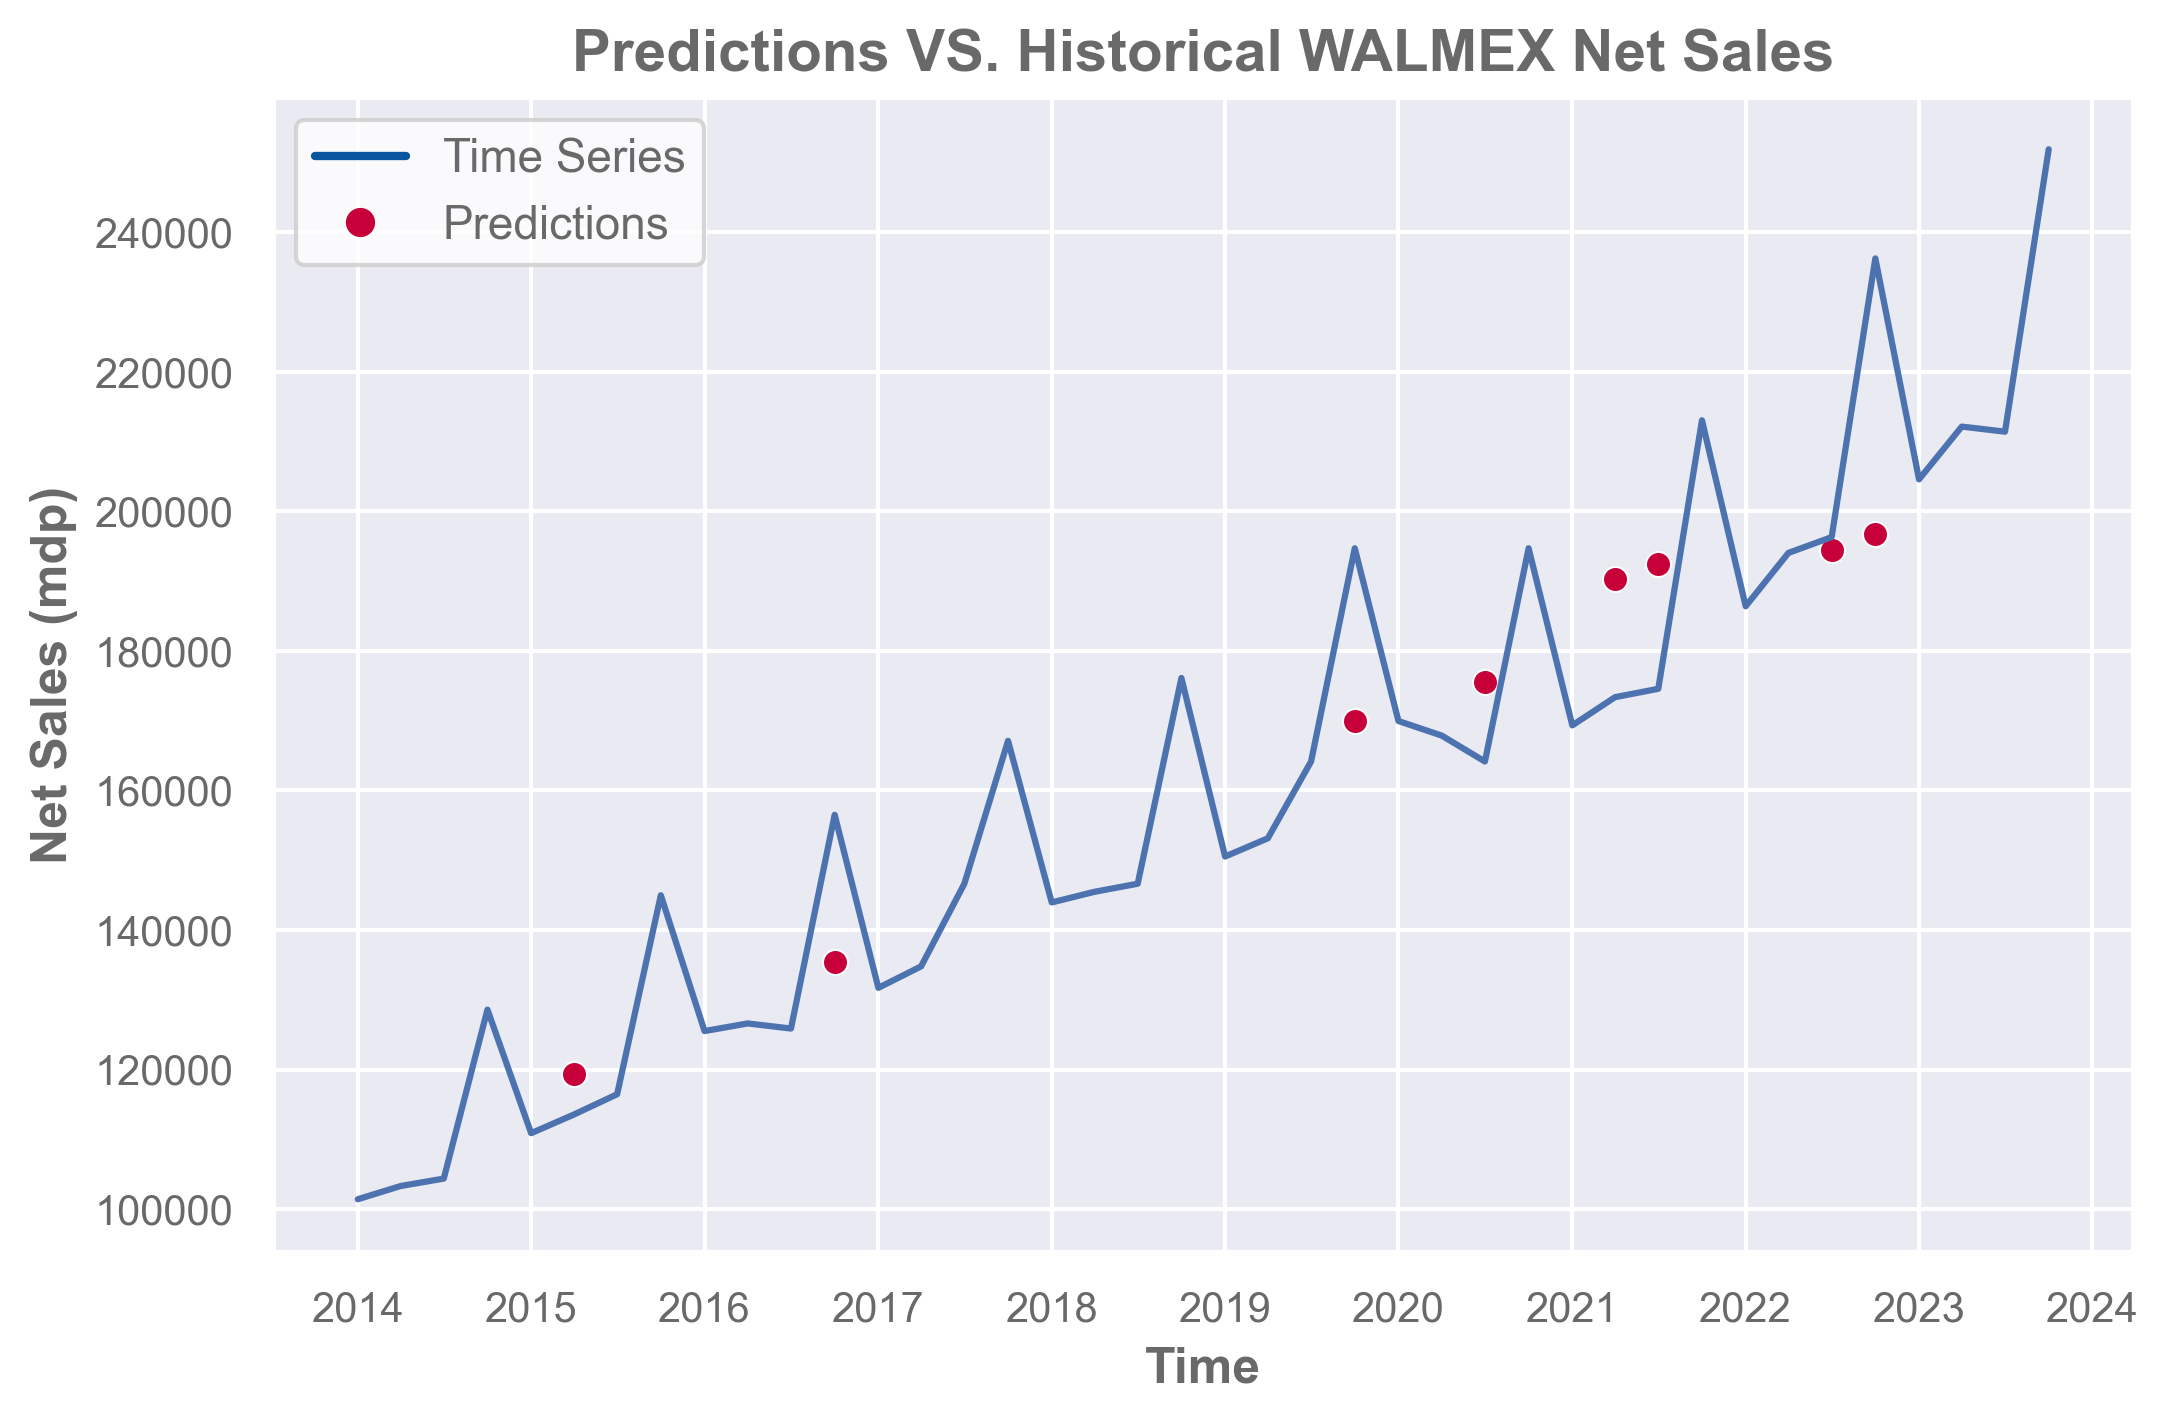 Predictions VS. Historical WALMEX Net Sales
Time Series
Predictions
Net Sales (mdp)
240000
220000
200000
180000
160000
140000
120000
100000
2014 2015 2016 2017 2018 2019 2020 2021 2022 2023 2024
Time